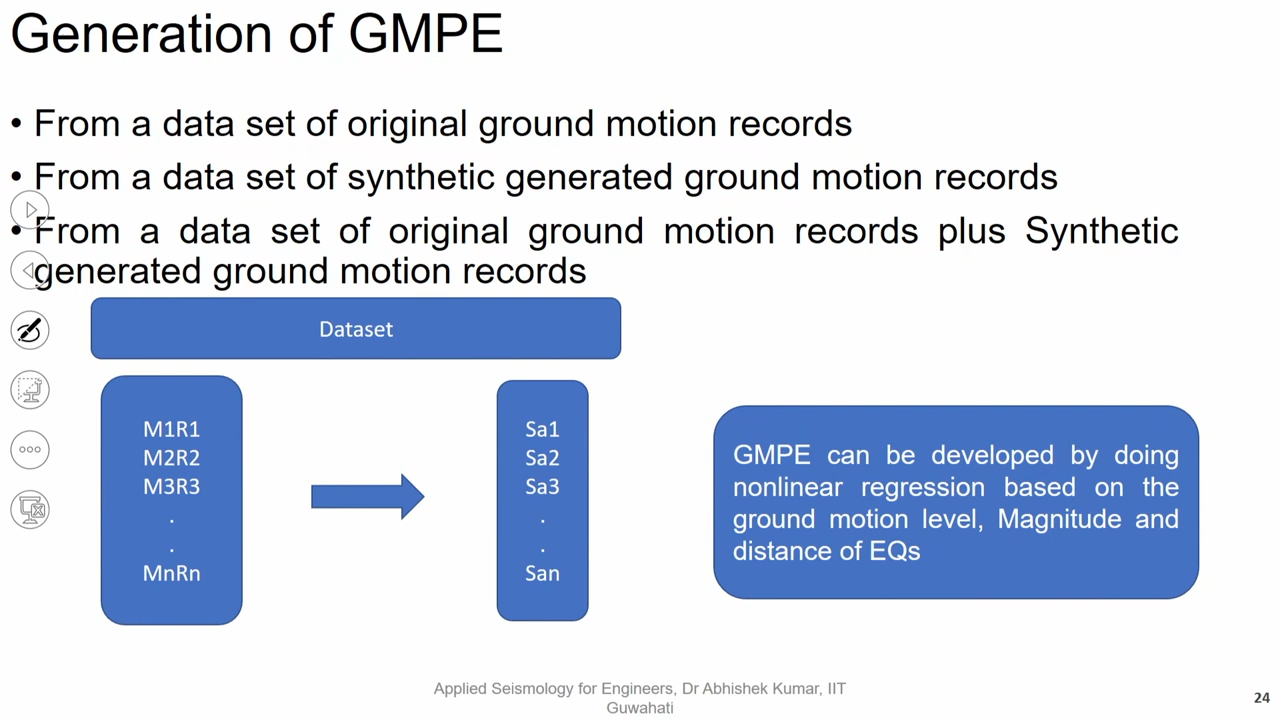 Generation of GMPE
• From a data set of original ground motion records
• From a data set of synthetic generated ground motion records
• From a data set of original ground motion records plus Synthetic
generated ground motion records
Dataset
M1R1
M2R2
M3R3
.
.
MnRn
Sa1
Sa2
Sa3
.
.
San
GMPE can be developed by doing
nonlinear regression based on the
ground motion level, Magnitude and
distance of EQs
Applied Seismology for Engineers, Dr Abhishek Kumar, IIT
Guwahati
24